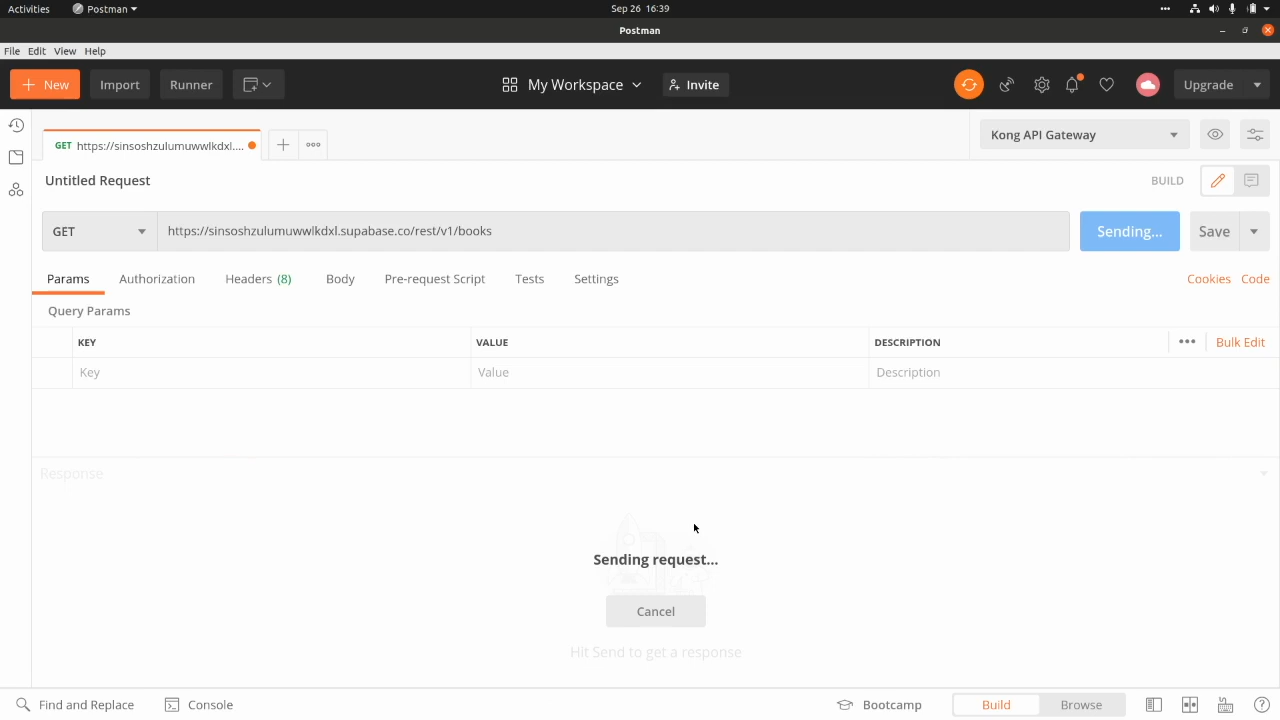 Activities Postman Sep 26 16:39
Postman
File Edit View Help
New Import Runner My Workspace Invite Upgrade
GET https://sinsoshzulumuwwlkdxl.... Kong API Gateway
Untitled Request BUILD
GET https://sinsoshzulumuwwlkdxl.supabase.co/rest/v1/books Sending... Save
Params Authorization Headers (8) Body Pre-request Script Tests Settings Cookies Code
Query Params
KEY VALUE DESCRIPTION Bulk Edit
Key Value Description
Response
Sending request...
Cancel
Hit Send to get a response
Find and Replace Console Bootcamp Build Browse